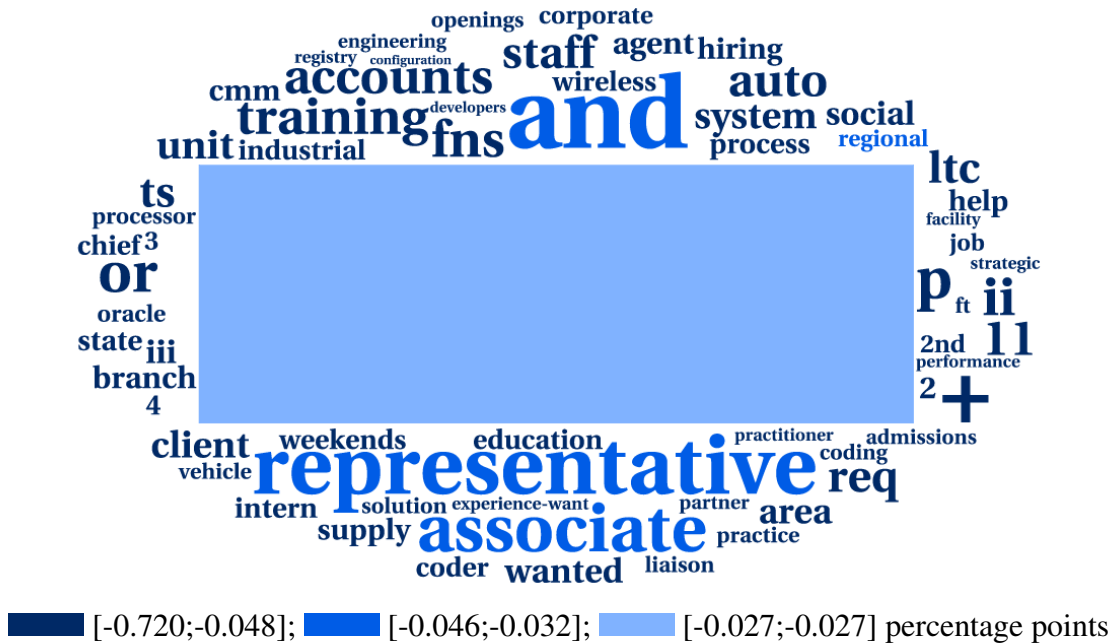 openings corporate
engineering staff agent hiring
registry configuration
accounts wireless auto
cmm and
training developers system social
fns process regional
unit industrial
ltc
ts help
processor facility
chief 3 job
or strategic
p ft ii
oracle
state iii 2nd 11
performance
branch 2 +
4
client weekends education practitioner admissions
vehicle representative coding
req
intern solution experience-want partner area
supply associate practice
coder wanted liaison
[-0.720;-0.048]; [-0.046;-0.032]; [-0.027;-0.027] percentage points